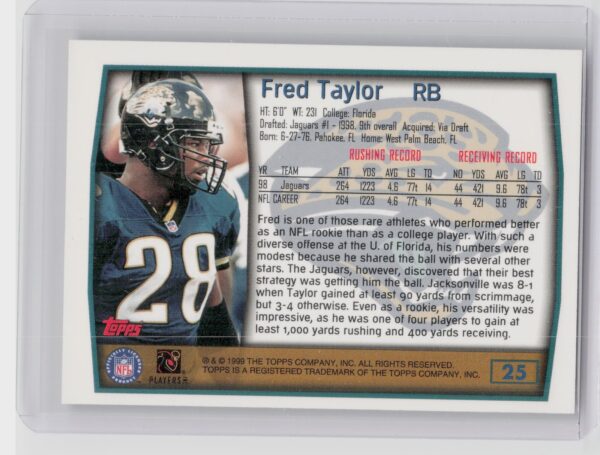 Fred Taylor RB
HT: 6'0" WT: 231 College: Florida
Drafted: Jaguars #1 - 1998, 9th overall Acquired: Via Draft
Born: 6-27-76, Pahokee, FL Home: West Palm Beach, FL
RUSHING RECORD RECEIVING RECORD
YR TEAM ATT YDS AVG LG TD NO YDS AVG LG TD
98 Jaguars 264 1223 4.6 77t 14 44 421 9.6 78t 3
NFL CAREER 264 1223 4.6 77t 14 44 421 9.6 78t 3
Fred is one of those rare athletes who performed better
as an NFL rookie than as a college player. With such a
diverse offense at the U. of Florida, his numbers were
modest because he shared the ball with several other
stars. The Jaguars, however, discovered that their best
strategy was getting him the ball. Jacksonville was 8-1
when Taylor gained at least 90 yards from scrimmage,
but 3-4 otherwise. Even as a rookie, his versatility was
impressive, as he was one of four players to gain at
least 1,000 yards rushing and 400 yards receiving.
28
Topps
OFFICIALLY LICENSED
NFL
PRODUCT
PLAYERS
® & © 1999 THE TOPPS COMPANY, INC. ALL RIGHTS RESERVED.
TOPPS IS A REGISTERED TRADEMARK OF THE TOPPS COMPANY, INC.
25